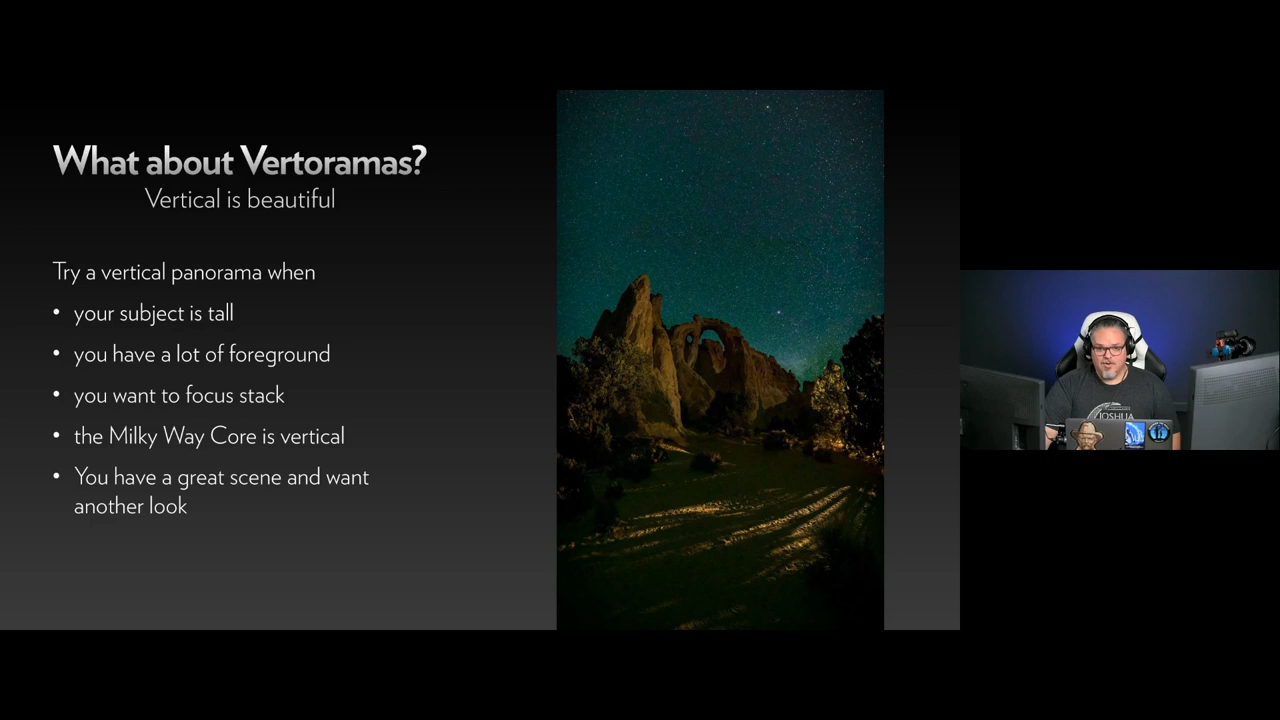 What about Vertoramas?
Vertical is beautiful
Try a vertical panorama when
• your subject is tall
• you have a lot of foreground
• you want to focus stack
• the Milky Way Core is vertical
• You have a great scene and want
another look
JOSHUA